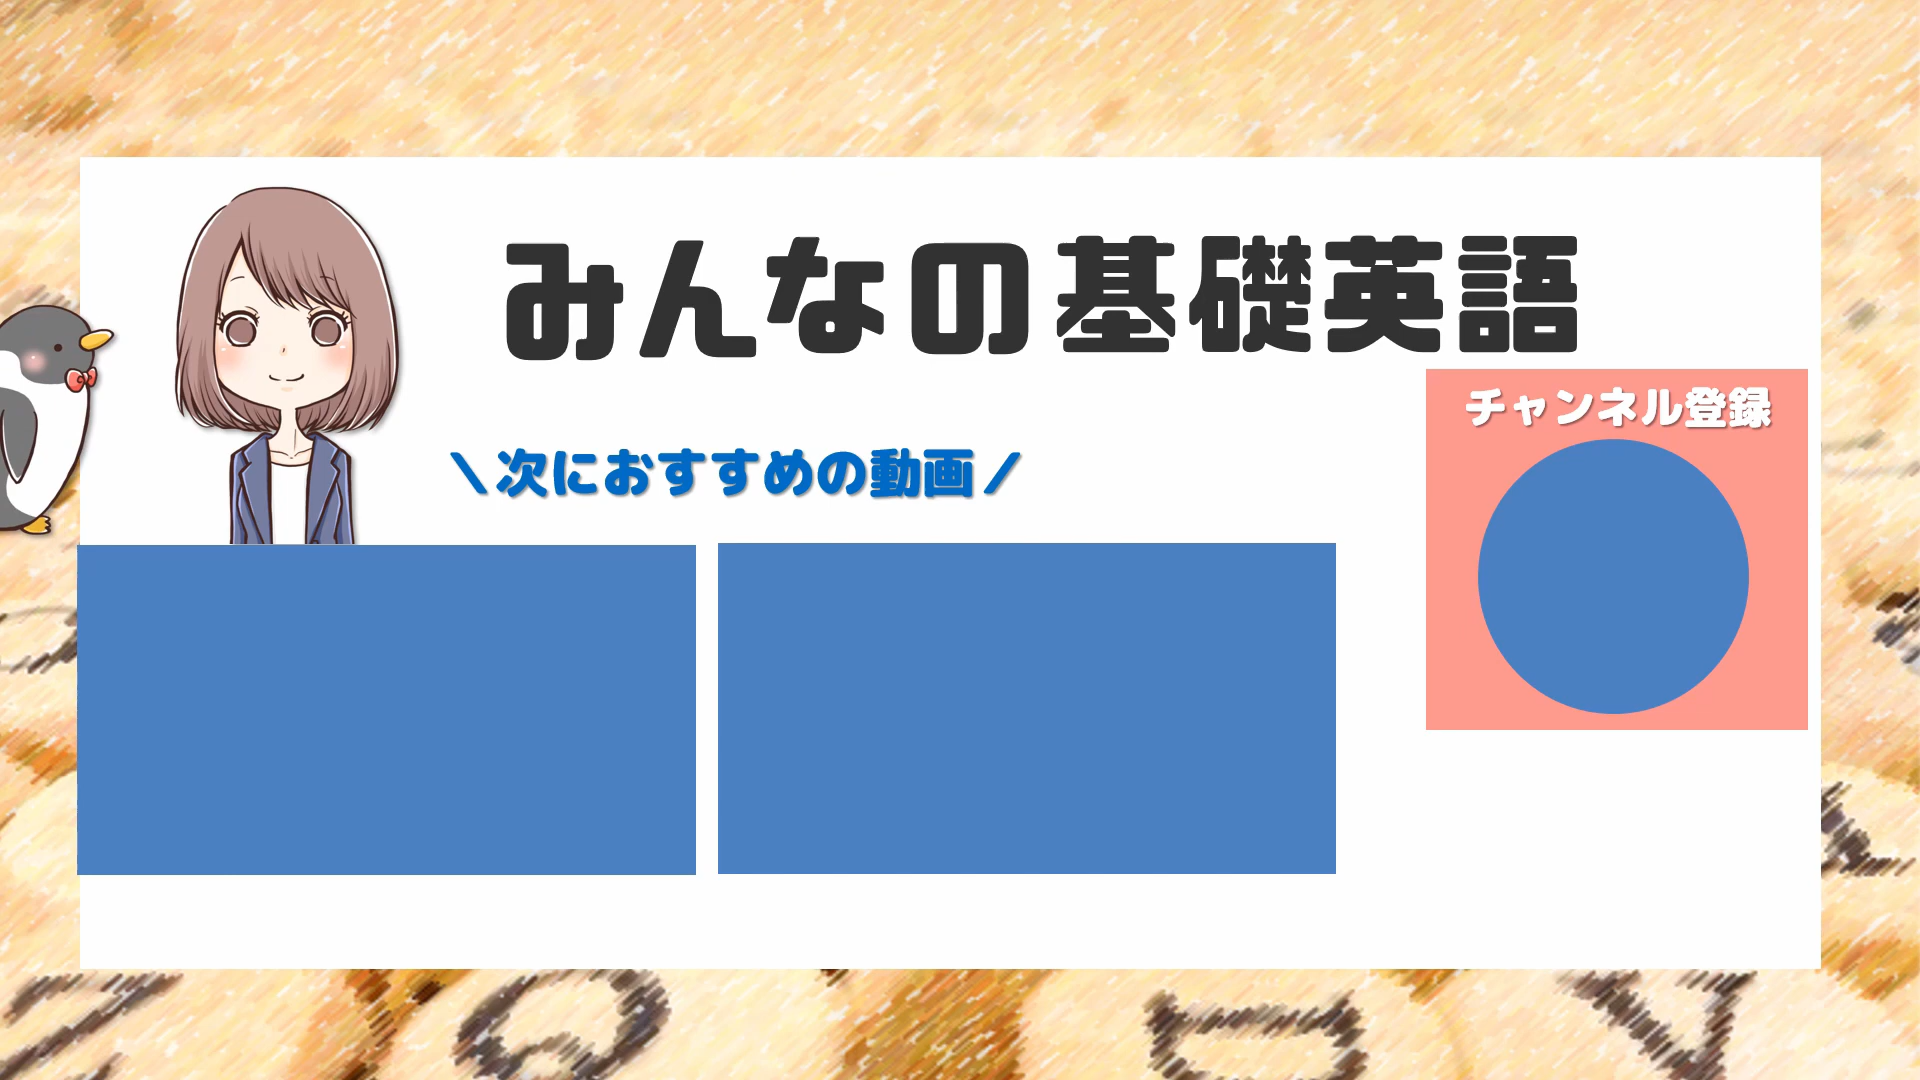 みんなの基礎英語
チャンネル登録
＼次におすすめの動画／
Q